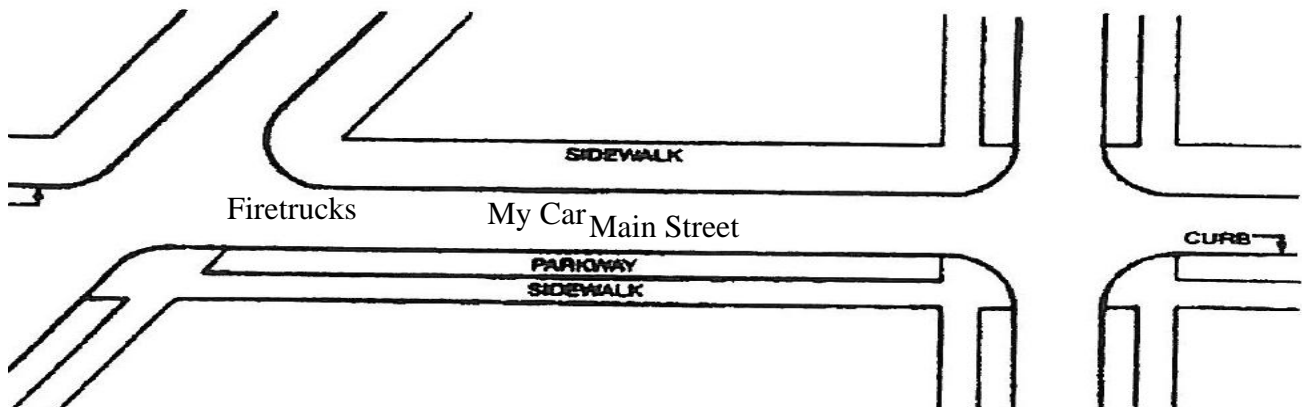 SIDEWALK
Firetrucks
My Car
Main Street
CURB
PARKWAY
SIDEWALK